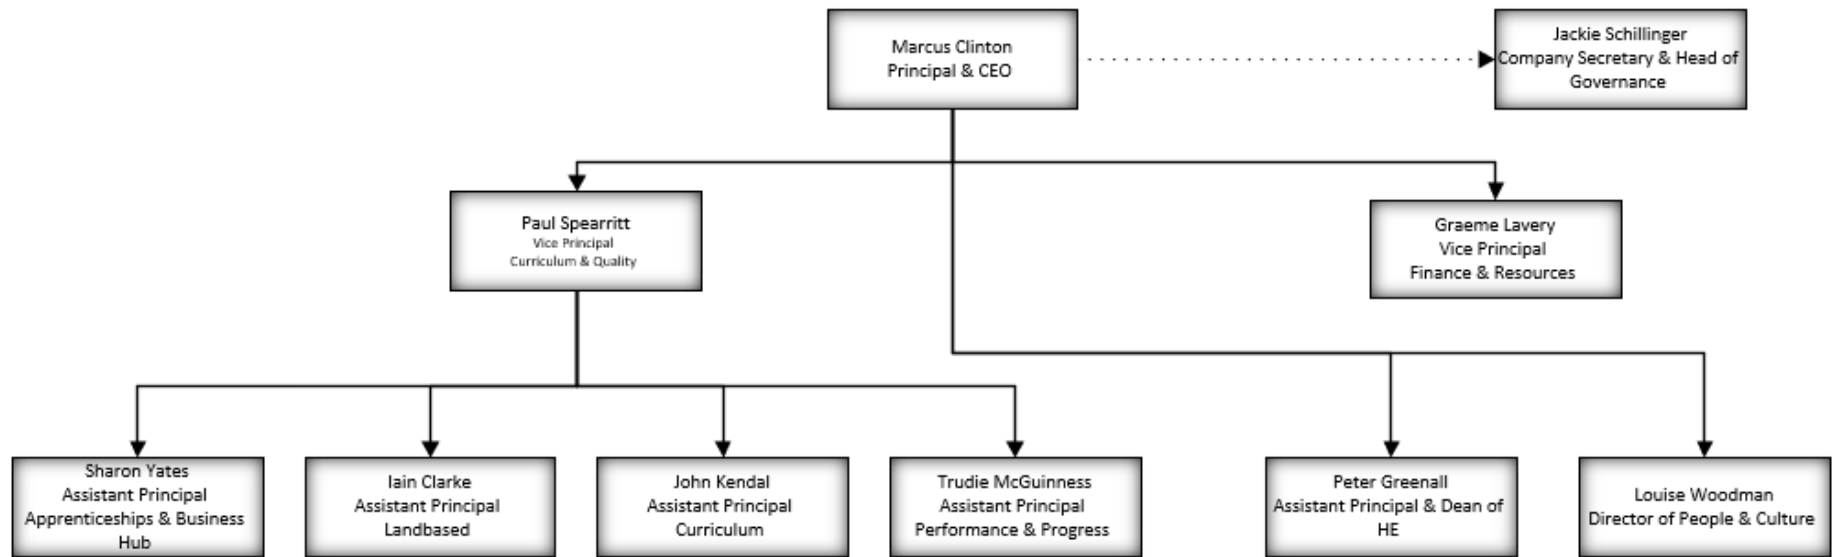 Marcus Clinton
Principal & CEO
Jackie Schillinger
Company Secretary & Head of
Governance
Paul Spearritt
Vice Principal
Curriculum & Quality
Graeme Lavery
Vice Principal
Finance & Resources
Sharon Yates
Assistant Principal
Apprenticeships & Business
Hub
Iain Clarke
Assistant Principal
Landbased
John Kendal
Assistant Principal
Curriculum
Trudie McGuinness
Assistant Principal
Performance & Progress
Peter Greenall
Assistant Principal & Dean of
HE
Louise Woodman
Director of People & Culture